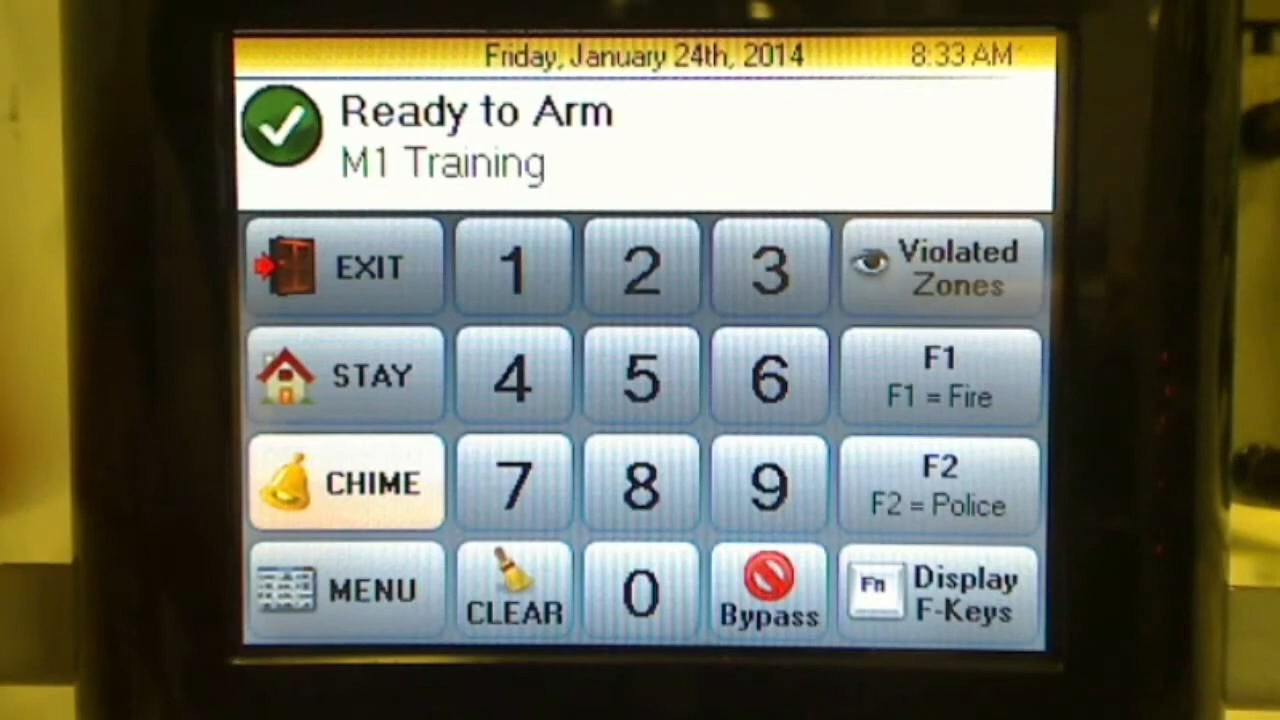 Friday, January 24th, 2014 8:33 AM
Ready to Arm
M1 Training
EXIT 1 2 3 Violated
Zones
STAY 4 5 6 F1
F1 = Fire
CHIME 7 8 9 F2
F2 = Police
MENU CLEAR 0 Bypass Fn Display
F-Keys